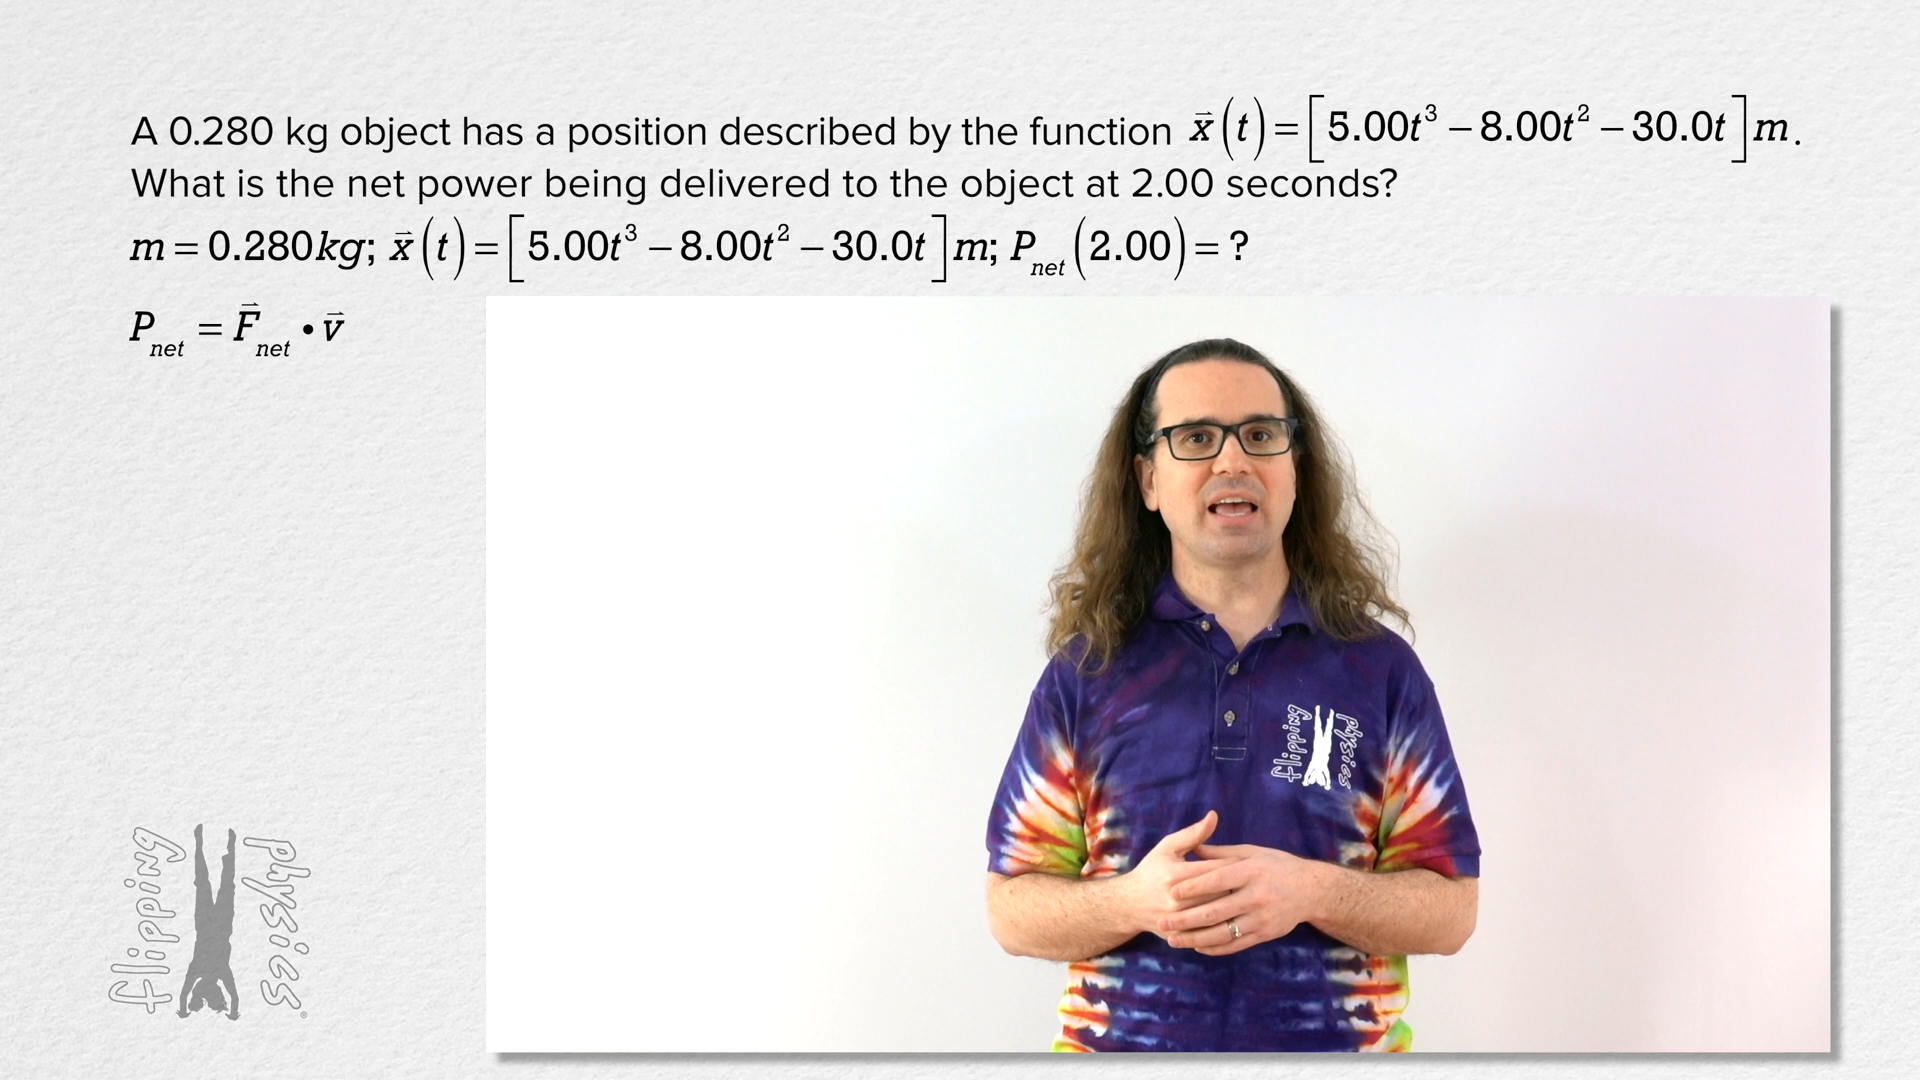 A 0.280 kg object has a position described by the function x⃗(t) = [5.00t³ – 8.00t² – 30.0t]m.
What is the net power being delivered to the object at 2.00 seconds?
m = 0.280kg; x⃗(t) = [5.00t³ – 8.00t² – 30.0t]m; P_net(2.00) = ?
P_net = F⃗_net • v⃗
flipping
physics
flipping
physics